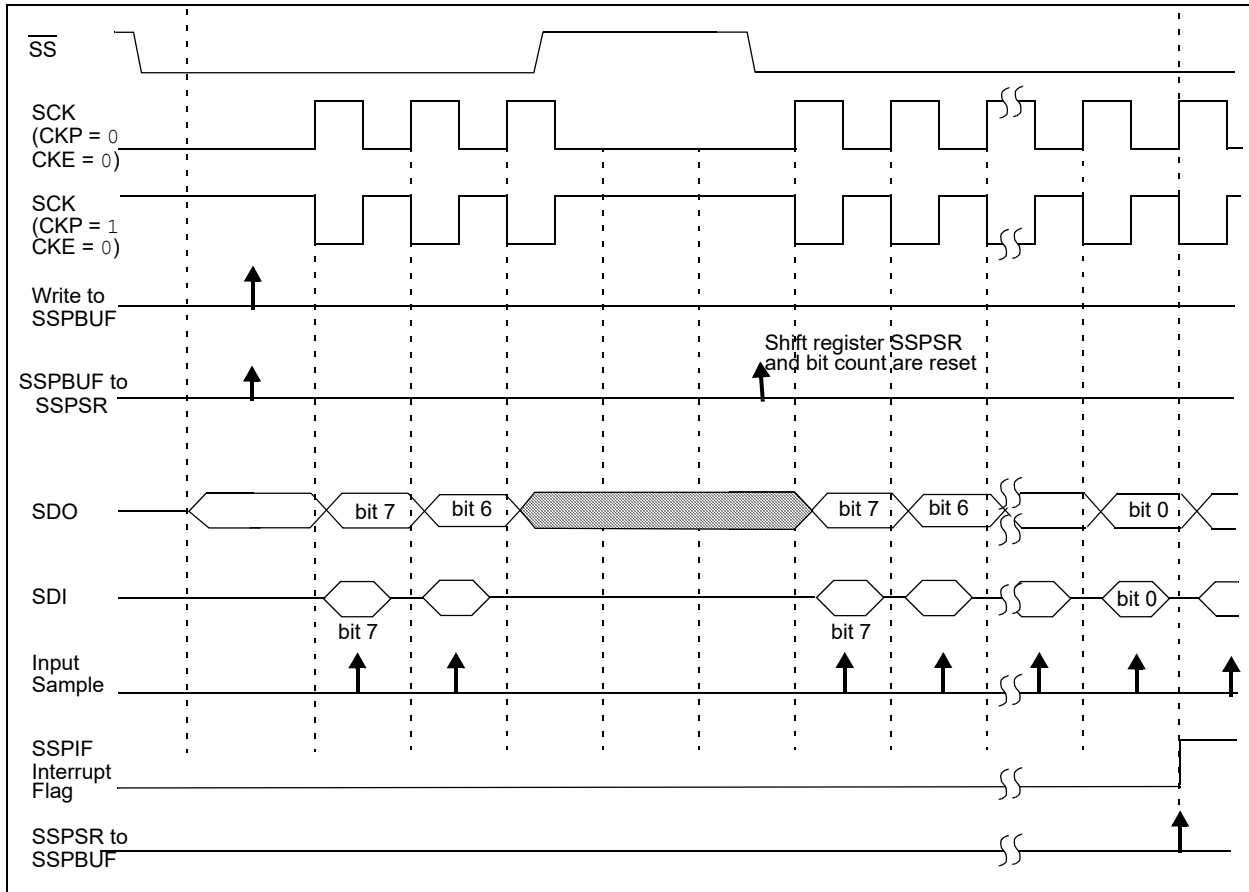 SS
SCK
(CKP = 0
CKE = 0)
SCK
(CKP = 1
CKE = 0)
Write to
SSPBUF
Shift register SSPSR
and bit count are reset
SSPBUF to
SSPSR
SDO
bit 7
bit 6
bit 7
bit 6
bit 0
SDI
bit 0
bit 7
bit 7
Input
Sample
SSPIF
Interrupt
Flag
SSPSR to
SSPBUF